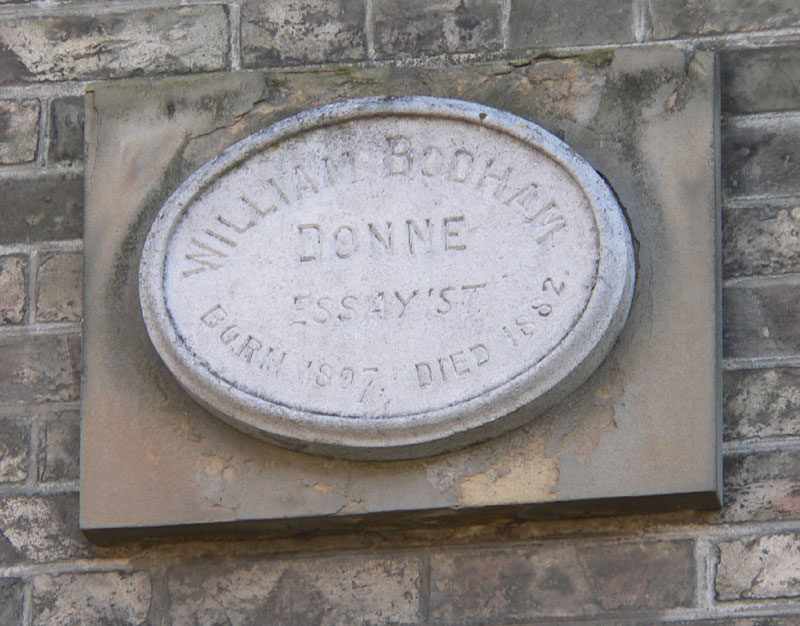 WILLIAM BODHAM
DONNE
ESSAYIST
BORN 1807. DIED 1882.